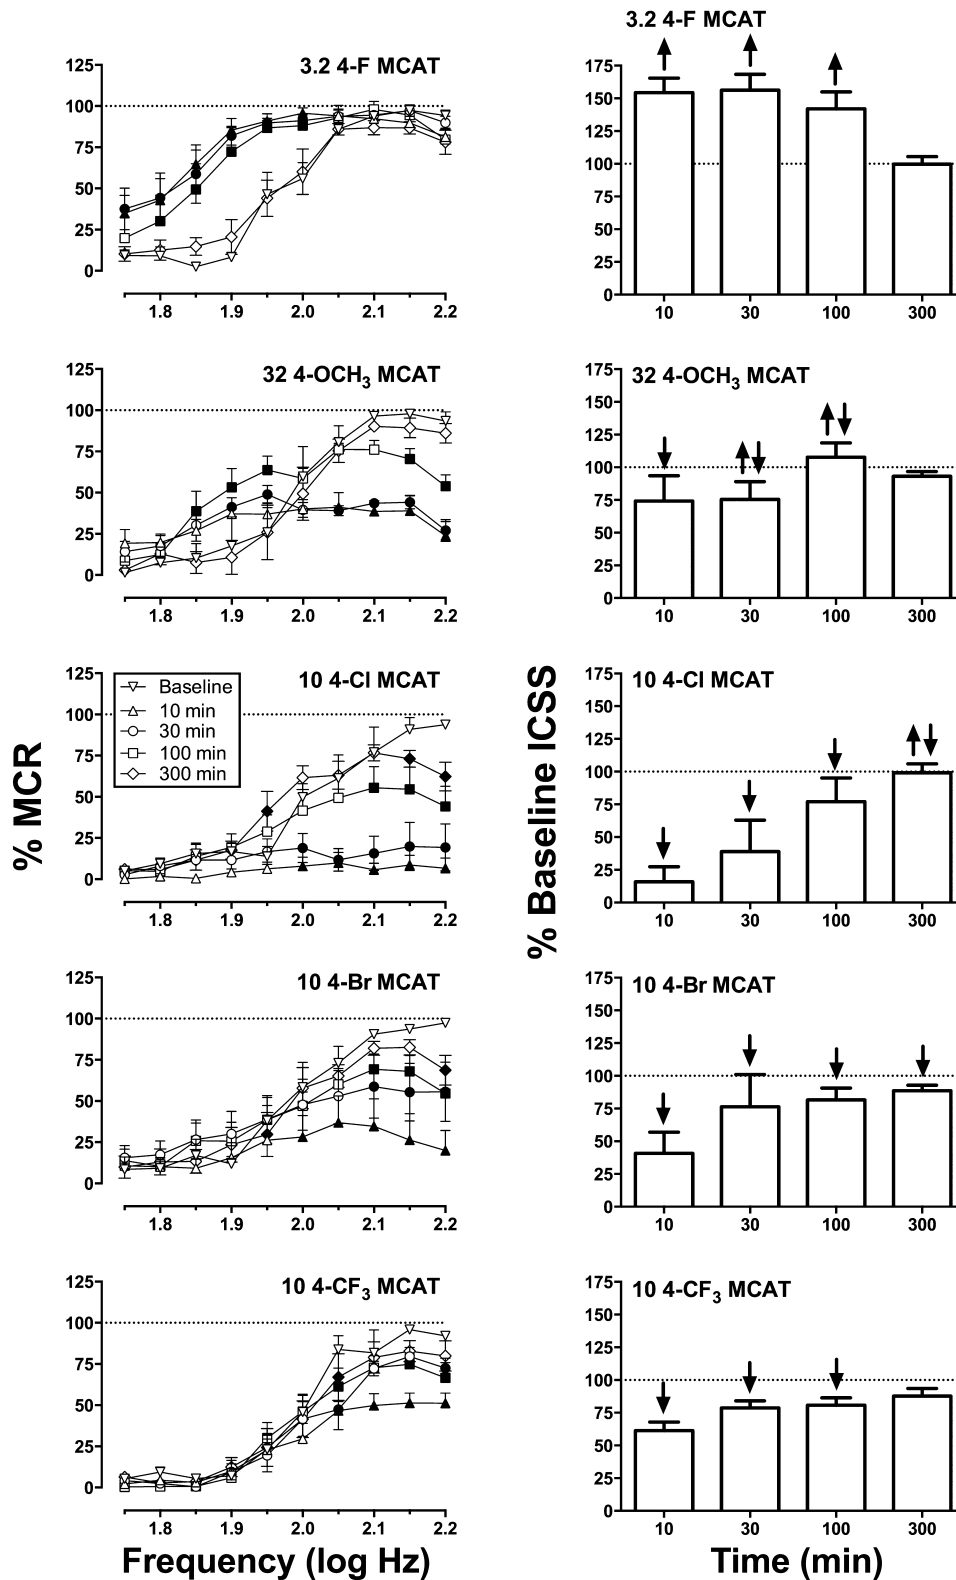 3.2 4-F MCAT
125
100
75
50
25
0
1.8 1.9 2.0 2.1 2.2
3.2 4-F MCAT
175
150
125
100
75
50
25
0
10 30 100 300
32 4-OCH3 MCAT
125
100
75
50
25
0
1.8 1.9 2.0 2.1 2.2
32 4-OCH3 MCAT
175
150
125
100
75
50
25
0
10 30 100 300
% MCR
10 4-Cl MCAT
125
100
75
50
25
0
Baseline
10 min
30 min
100 min
300 min
1.8 1.9 2.0 2.1 2.2
% Baseline ICSS
10 4-Cl MCAT
175
150
125
100
75
50
25
0
10 30 100 300
10 4-Br MCAT
125
100
75
50
25
0
1.8 1.9 2.0 2.1 2.2
10 4-Br MCAT
175
150
125
100
75
50
25
0
10 30 100 300
10 4-CF3 MCAT
125
100
75
50
25
0
1.8 1.9 2.0 2.1 2.2
Frequency (log Hz)
10 4-CF3 MCAT
175
150
125
100
75
50
25
0
10 30 100 300
Time (min)